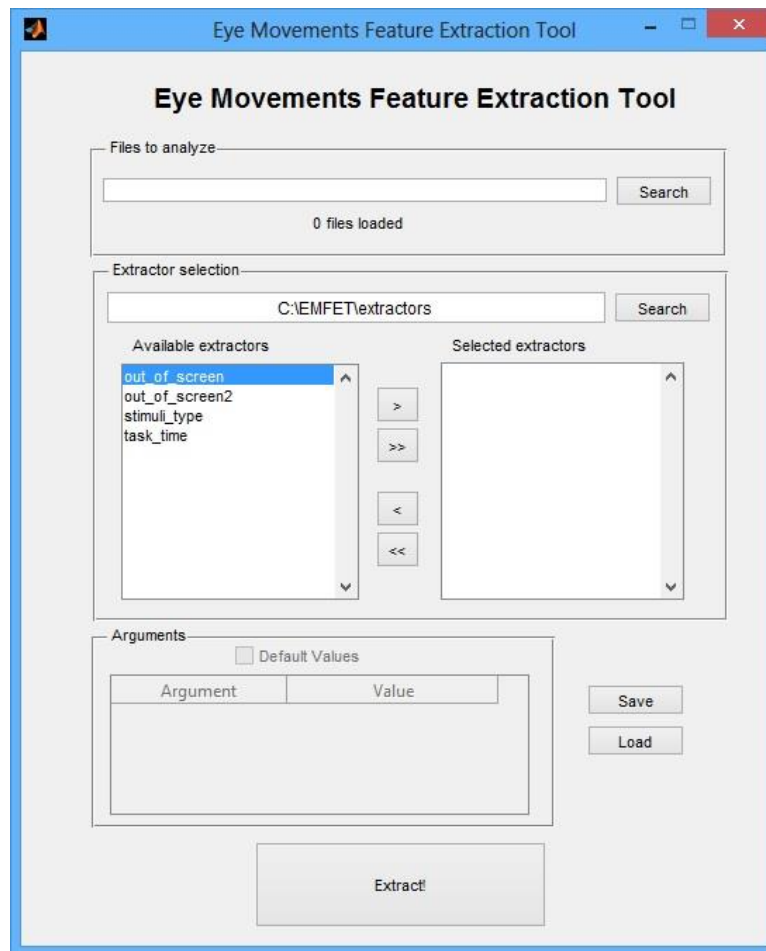 Eye Movements Feature Extraction Tool
Eye Movements Feature Extraction Tool
Files to analyze
Search
0 files loaded
Extractor selection
C:\EMFET\extractors
Search
Available extractors
Selected extractors
out_of_screen
out_of_screen2
stimuli_type
task_time
>
>>
<
<<
Arguments
Default Values
Argument Value
Save
Load
Extract!